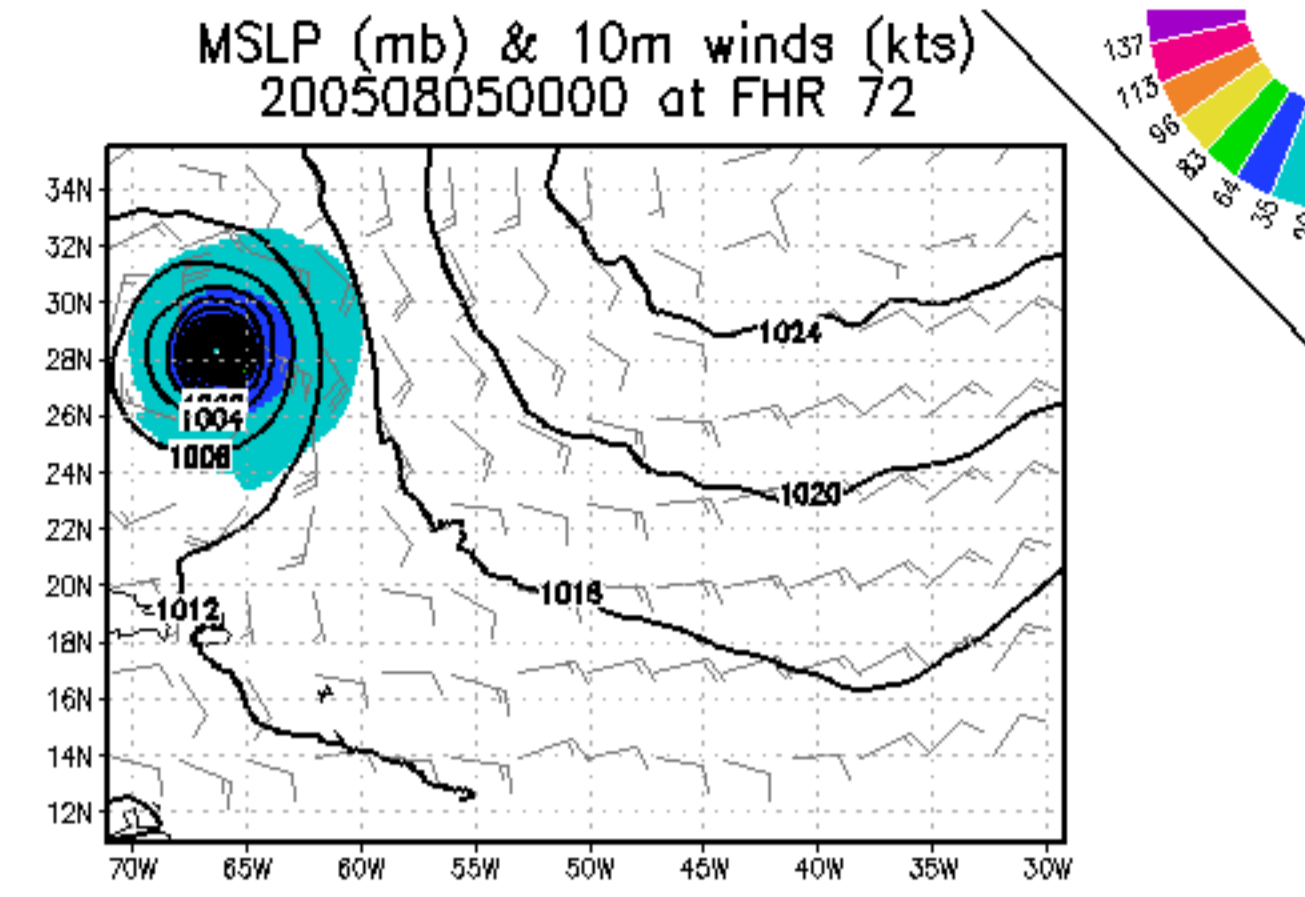 MSLP (mb) & 10m winds (kts)
200508050000 at FHR 72
137
113
96
83
64
35
34N
32N
30N
28N
26N
24N
22N
20N
18N
16N
14N
12N
1024
1004
1008
1020
1016
1012
70W 65W 60W 55W 50W 45W 40W 35W 30W